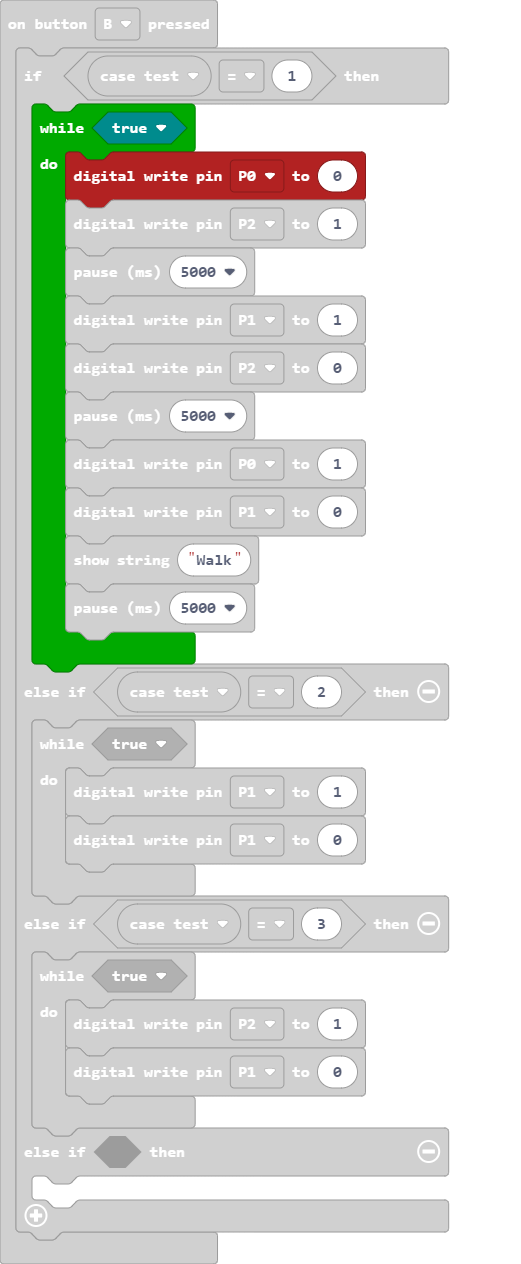 on button B pressed
if case test = 1 then
while true
do
digital write pin P0 to 0
digital write pin P2 to 1
pause (ms) 5000
digital write pin P1 to 1
digital write pin P2 to 0
pause (ms) 5000
digital write pin P0 to 1
digital write pin P1 to 0
show string "Walk"
pause (ms) 5000
else if case test = 2 then
while true
do
digital write pin P1 to 1
digital write pin P1 to 0
else if case test = 3 then
while true
do
digital write pin P2 to 1
digital write pin P1 to 0
else if then